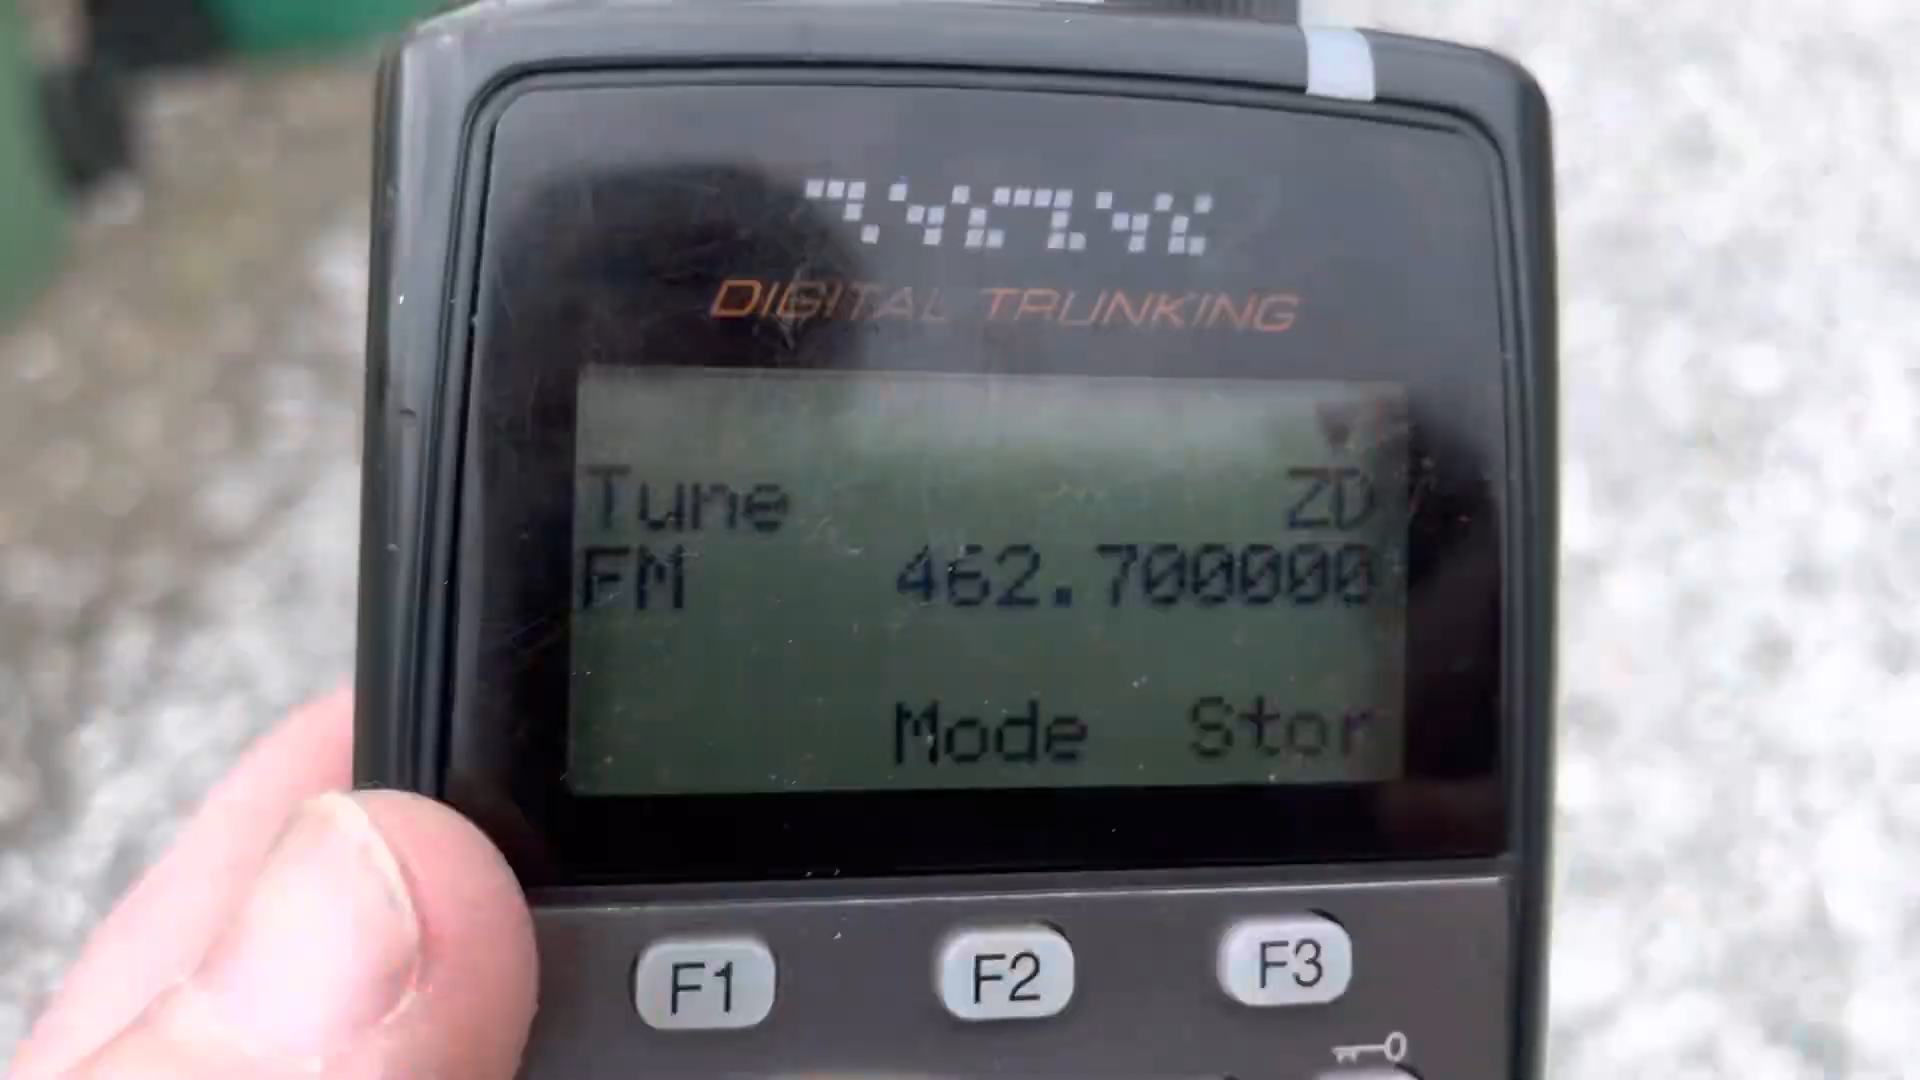 DIGITAL TRUNKING
Tune ZD
FM 462.700000
Mode Stor
F1 F2 F3